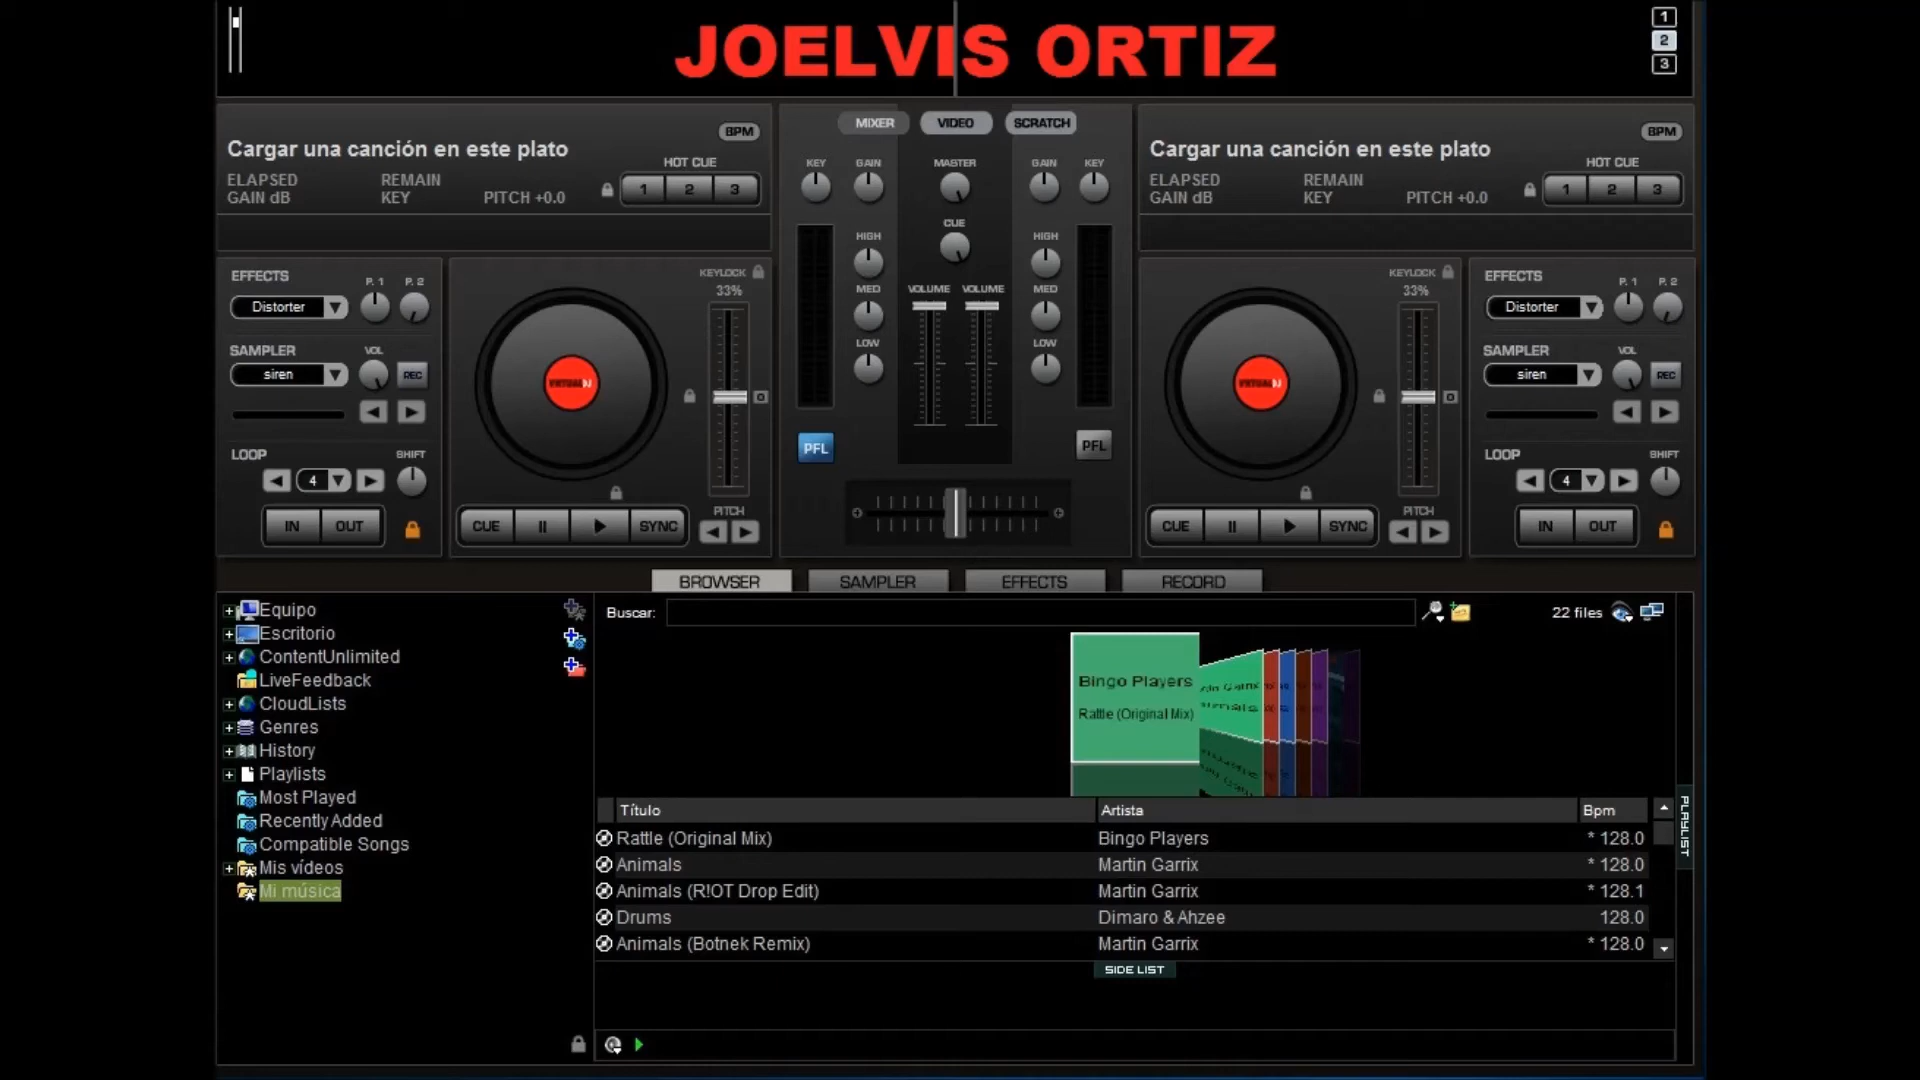 JOELVIS ORTIZ
1
2
3
Cargar una canción en este plato
BPM
ELAPSED
REMAIN
HOT CUE
GAIN dB
KEY
PITCH +0.0
1 2 3
MIXER
VIDEO
SCRATCH
KEY
GAIN
MASTER
GAIN
KEY
CUE
HIGH
HIGH
MED
VOLUME
VOLUME
MED
LOW
LOW
PFL
PFL
Cargar una canción en este plato
BPM
ELAPSED
REMAIN
HOT CUE
GAIN dB
KEY
PITCH +0.0
1 2 3
EFFECTS
P. 1
P. 2
Distorter
SAMPLER
VOL
siren
REC
LOOP
SHIFT
4
IN
OUT
KEYLOCK
33%
VIRTUALDJ
CUE
SYNC
PITCH
KEYLOCK
33%
VIRTUALDJ
CUE
SYNC
PITCH
EFFECTS
P. 1
P. 2
Distorter
SAMPLER
VOL
siren
REC
LOOP
SHIFT
4
IN
OUT
BROWSER
SAMPLER
EFFECTS
RECORD
Equipo
Escritorio
ContentUnlimited
LiveFeedback
CloudLists
Genres
History
Playlists
Most Played
Recently Added
Compatible Songs
Mis vídeos
Mi música
Buscar:
22 files
Bingo Players
Rattle (Original Mix)
Título Artista Bpm
Rattle (Original Mix) Bingo Players * 128.0
Animals Martin Garrix * 128.0
Animals (R!OT Drop Edit) Martin Garrix * 128.1
Drums Dimaro & Ahzee 128.0
Animals (Botnek Remix) Martin Garrix * 128.0
PLAYLIST
SIDE LIST